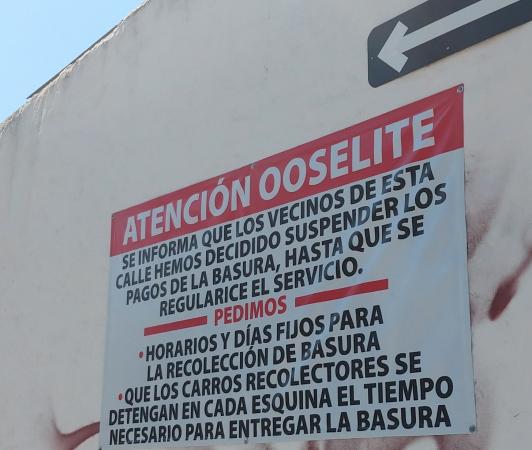 ATENCIÓN OOSELITE
SE INFORMA QUE LOS VECINOS DE ESTA
CALLE HEMOS DECIDIDO SUSPENDER LOS
PAGOS DE LA BASURA, HASTA QUE SE
REGULARICE EL SERVICIO.
PEDIMOS
•HORARIOS Y DÍAS FIJOS PARA
LA RECOLECCIÓN DE BASURA
•QUE LOS CARROS RECOLECTORES SE
DETENGAN EN CADA ESQUINA EL TIEMPO
NECESARIO PARA ENTREGAR LA BASURA